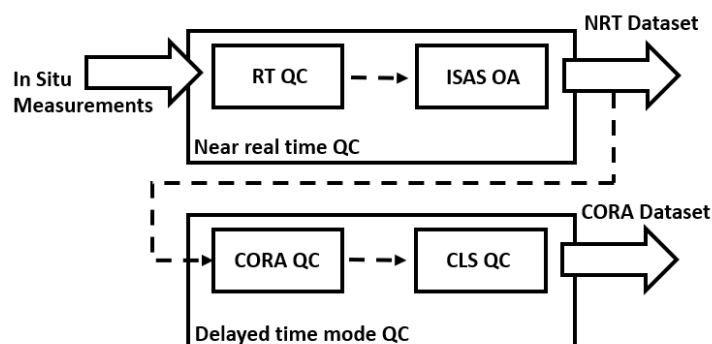 NRT Dataset
In Situ
Measurements
RT QC
ISAS OA
Near real time QC
CORA Dataset
CORA QC
CLS QC
Delayed time mode QC